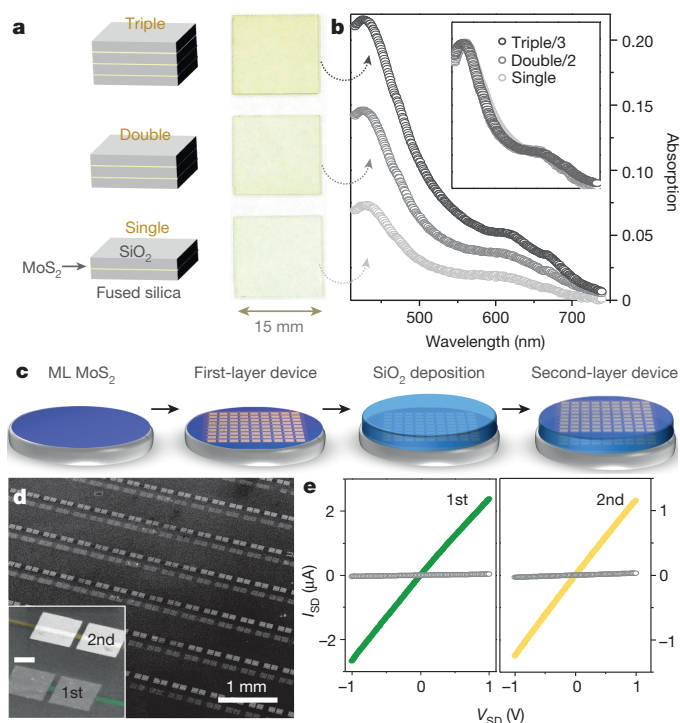 a
Triple
Double
Single
SiO₂
MoS₂
Fused silica
15 mm
b
Triple/3
Double/2
Single
0.20
0.15
0.10
0.05
0
Absorption
500
600
700
Wavelength (nm)
c
ML MoS₂
First-layer device
SiO₂ deposition
Second-layer device
d
2nd
1st
1 mm
e
1st
2nd
2
0
−2
I_SD (μA)
1
0
−1
−1
0
1
−1
0
1
V_SD (V)